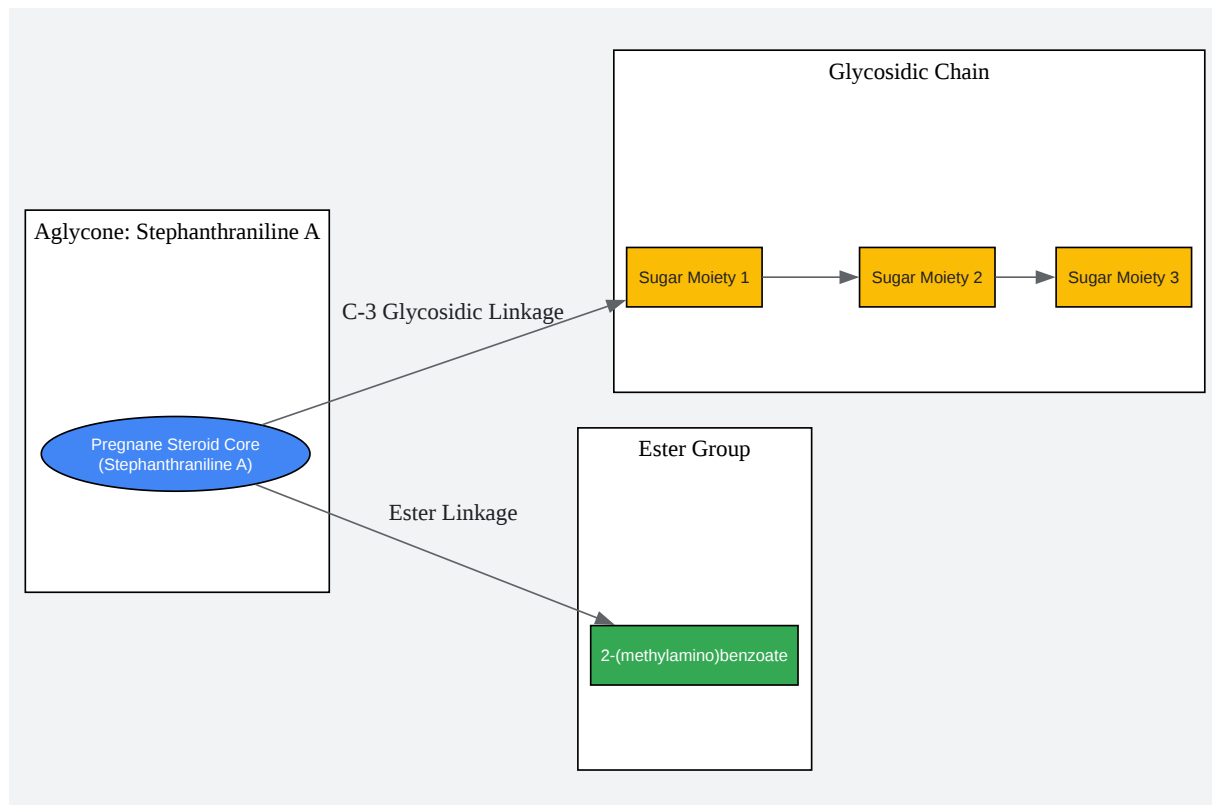 Glycosidic Chain
Aglycone: Stephanthraniline A
Sugar Moiety 1
Sugar Moiety 2
Sugar Moiety 3
C-3 Glycosidic Linkage
Pregnane Steroid Core
(Stephanthraniline A)
Ester Group
Ester Linkage
2-(methylamino)benzoate